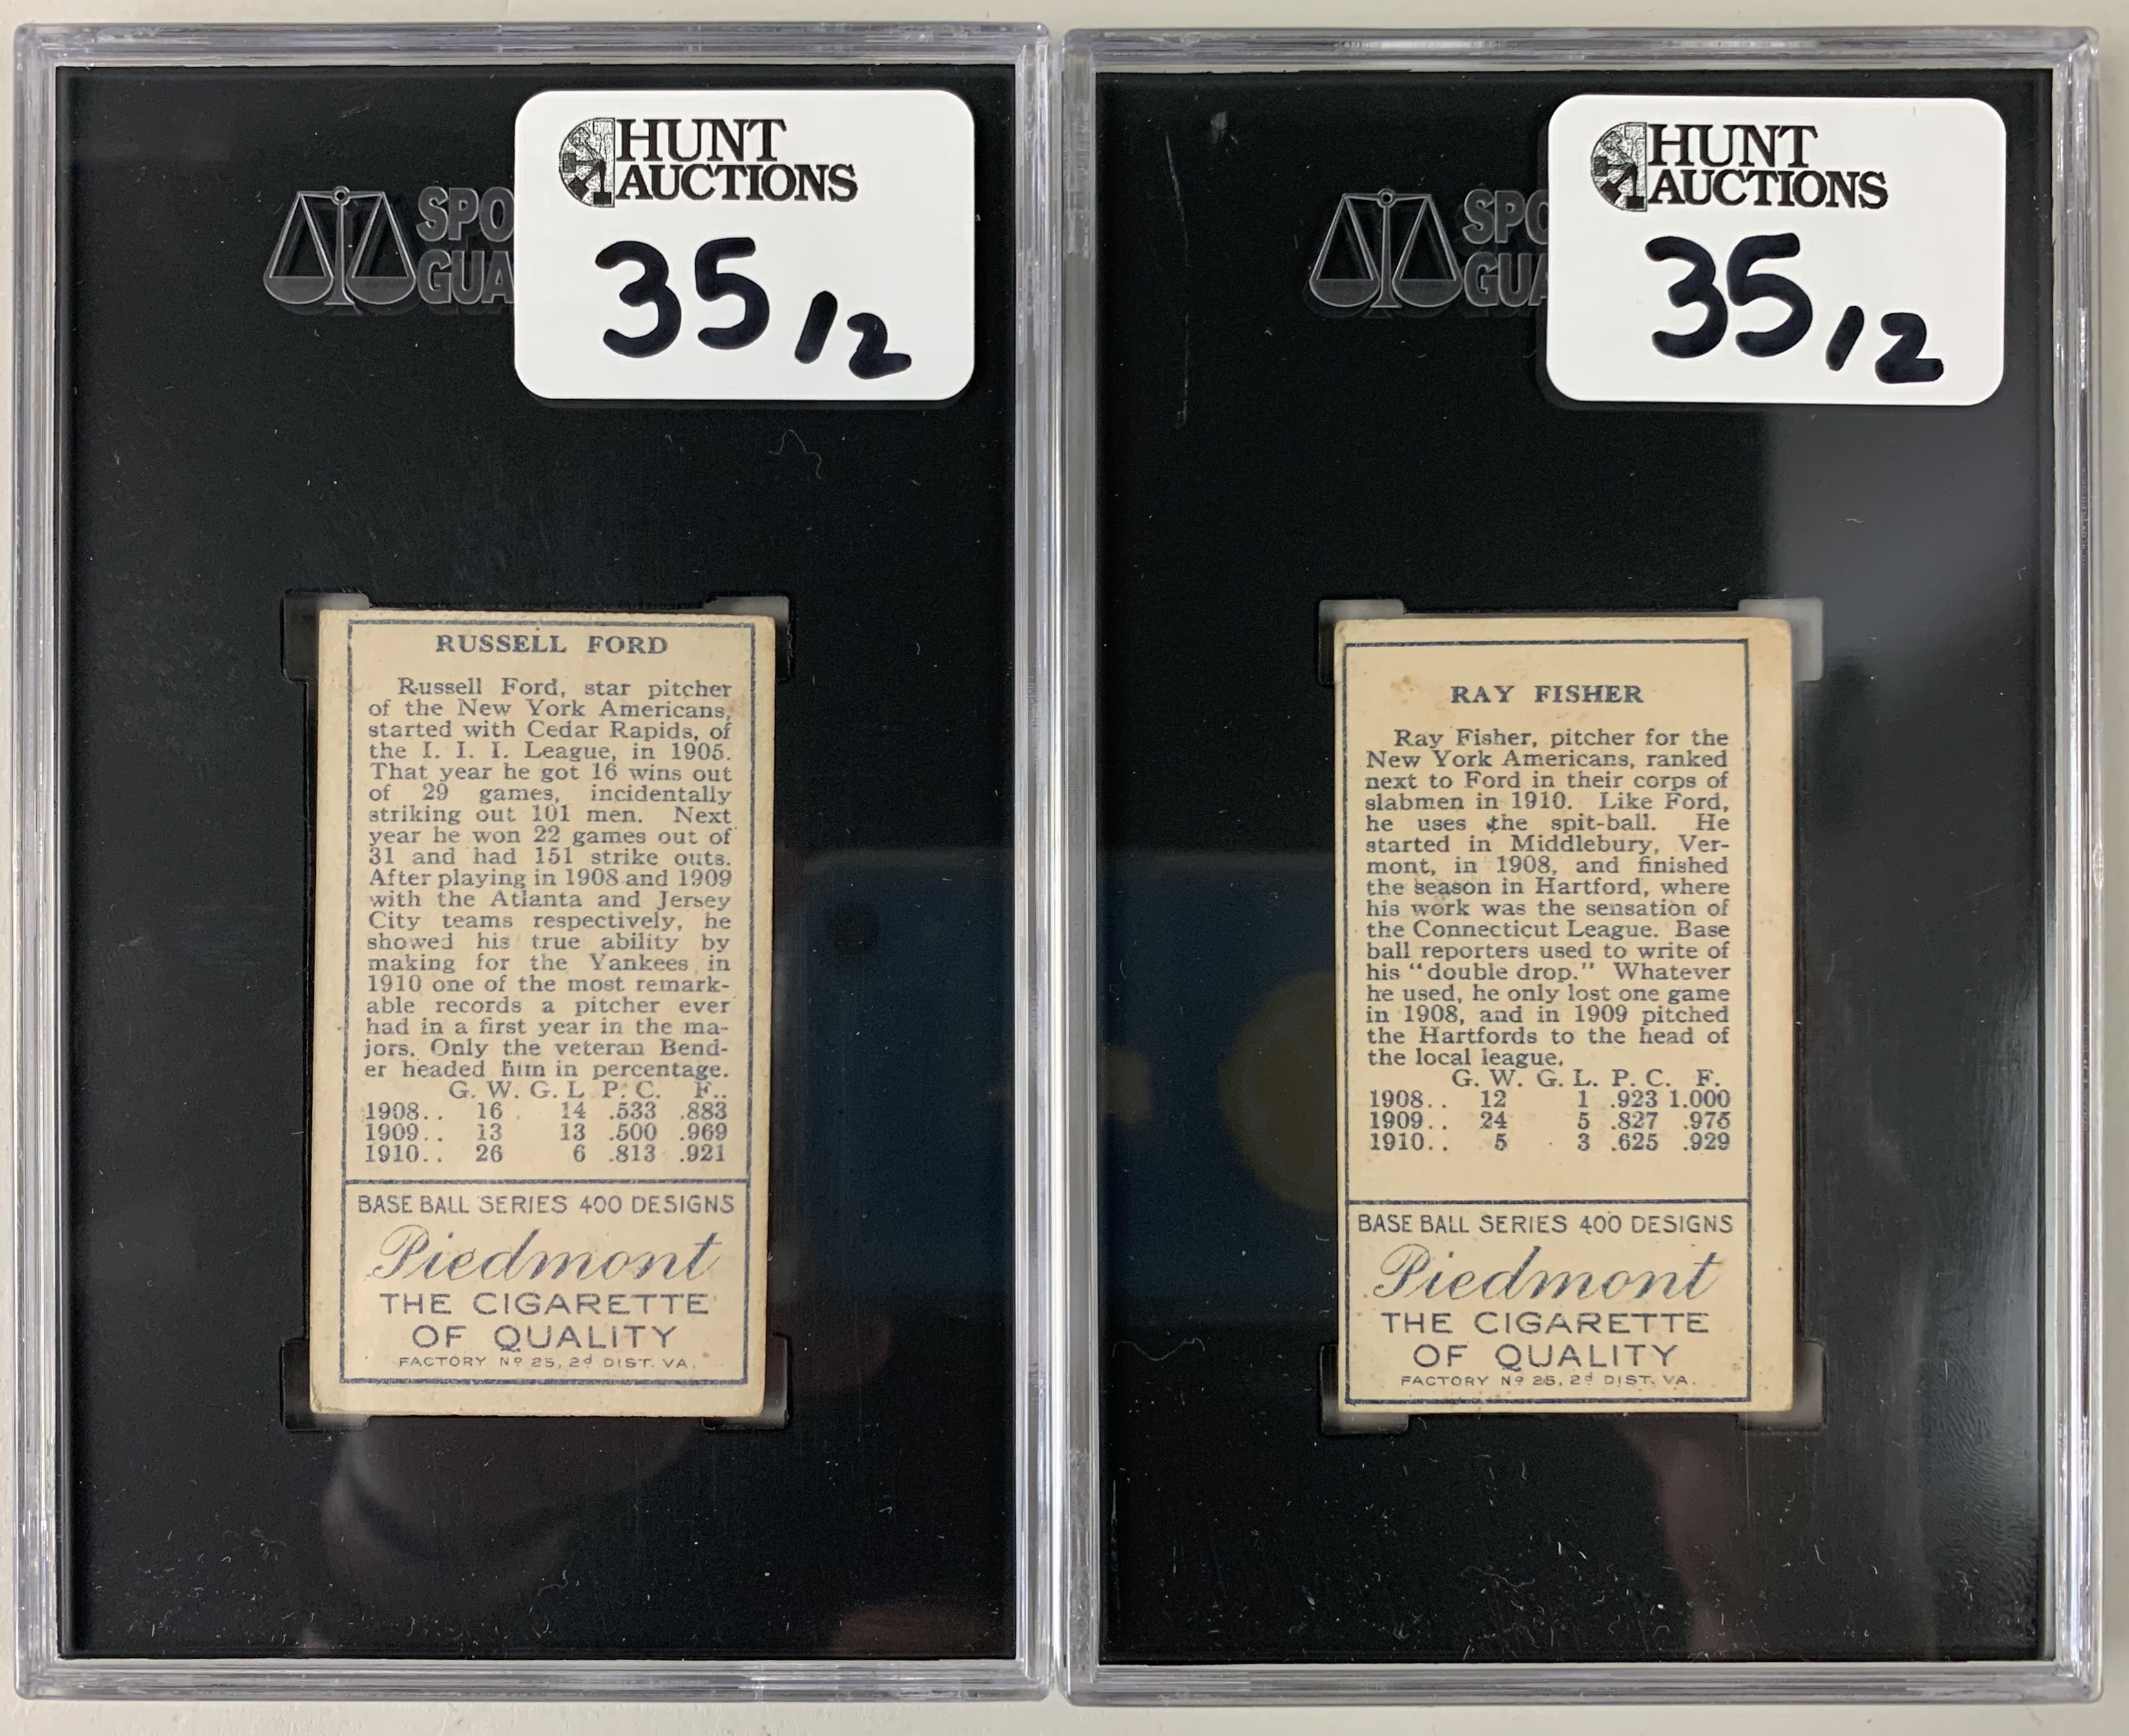 HUNT
AUCTIONS
35/2
SPO
GUA
RUSSELL FORD
Russell Ford, star pitcher
of the New York Americans,
started with Cedar Rapids, of
the I. I. I. League, in 1905.
That year he got 16 wins out
of 29 games, incidentally
striking out 101 men. Next
year he won 22 games out of
31 and had 151 strike outs.
After playing in 1908 and 1909
with the Atlanta and Jersey
City teams respectively, he
showed his true ability by
making for the Yankees in
1910 one of the most remark-
able records a pitcher ever
had in a first year in the ma-
jors. Only the veteran Bend-
er headed him in percentage.
G. W. G. L P. C. F..
1908.. 16 14 .533 .883
1909.. 13 13 .500 .969
1910.. 26 6 .813 .921
BASE BALL SERIES 400 DESIGNS
Piedmont
THE CIGARETTE
OF QUALITY
FACTORY Nº 25, 2d DIST. VA.
HUNT
AUCTIONS
35/2
SPO
GUA
RAY FISHER
Ray Fisher, pitcher for the
New York Americans, ranked
next to Ford in their corps of
slabmen in 1910. Like Ford,
he uses the spit-ball. He
started in Middlebury, Ver-
mont, in 1908, and finished
the season in Hartford, where
his work was the sensation of
the Connecticut League. Base
ball reporters used to write of
his "double drop." Whatever
he used, he only lost one game
in 1908, and in 1909 pitched
the Hartfords to the head of
the local league.
G. W. G. L. P. C. F.
1908.. 12 1 .923 1.000
1909.. 24 5 .827 .975
1910.. 5 3 .625 .929
BASE BALL SERIES 400 DESIGNS
Piedmont
THE CIGARETTE
OF QUALITY
FACTORY Nº 25, 2d DIST. VA.